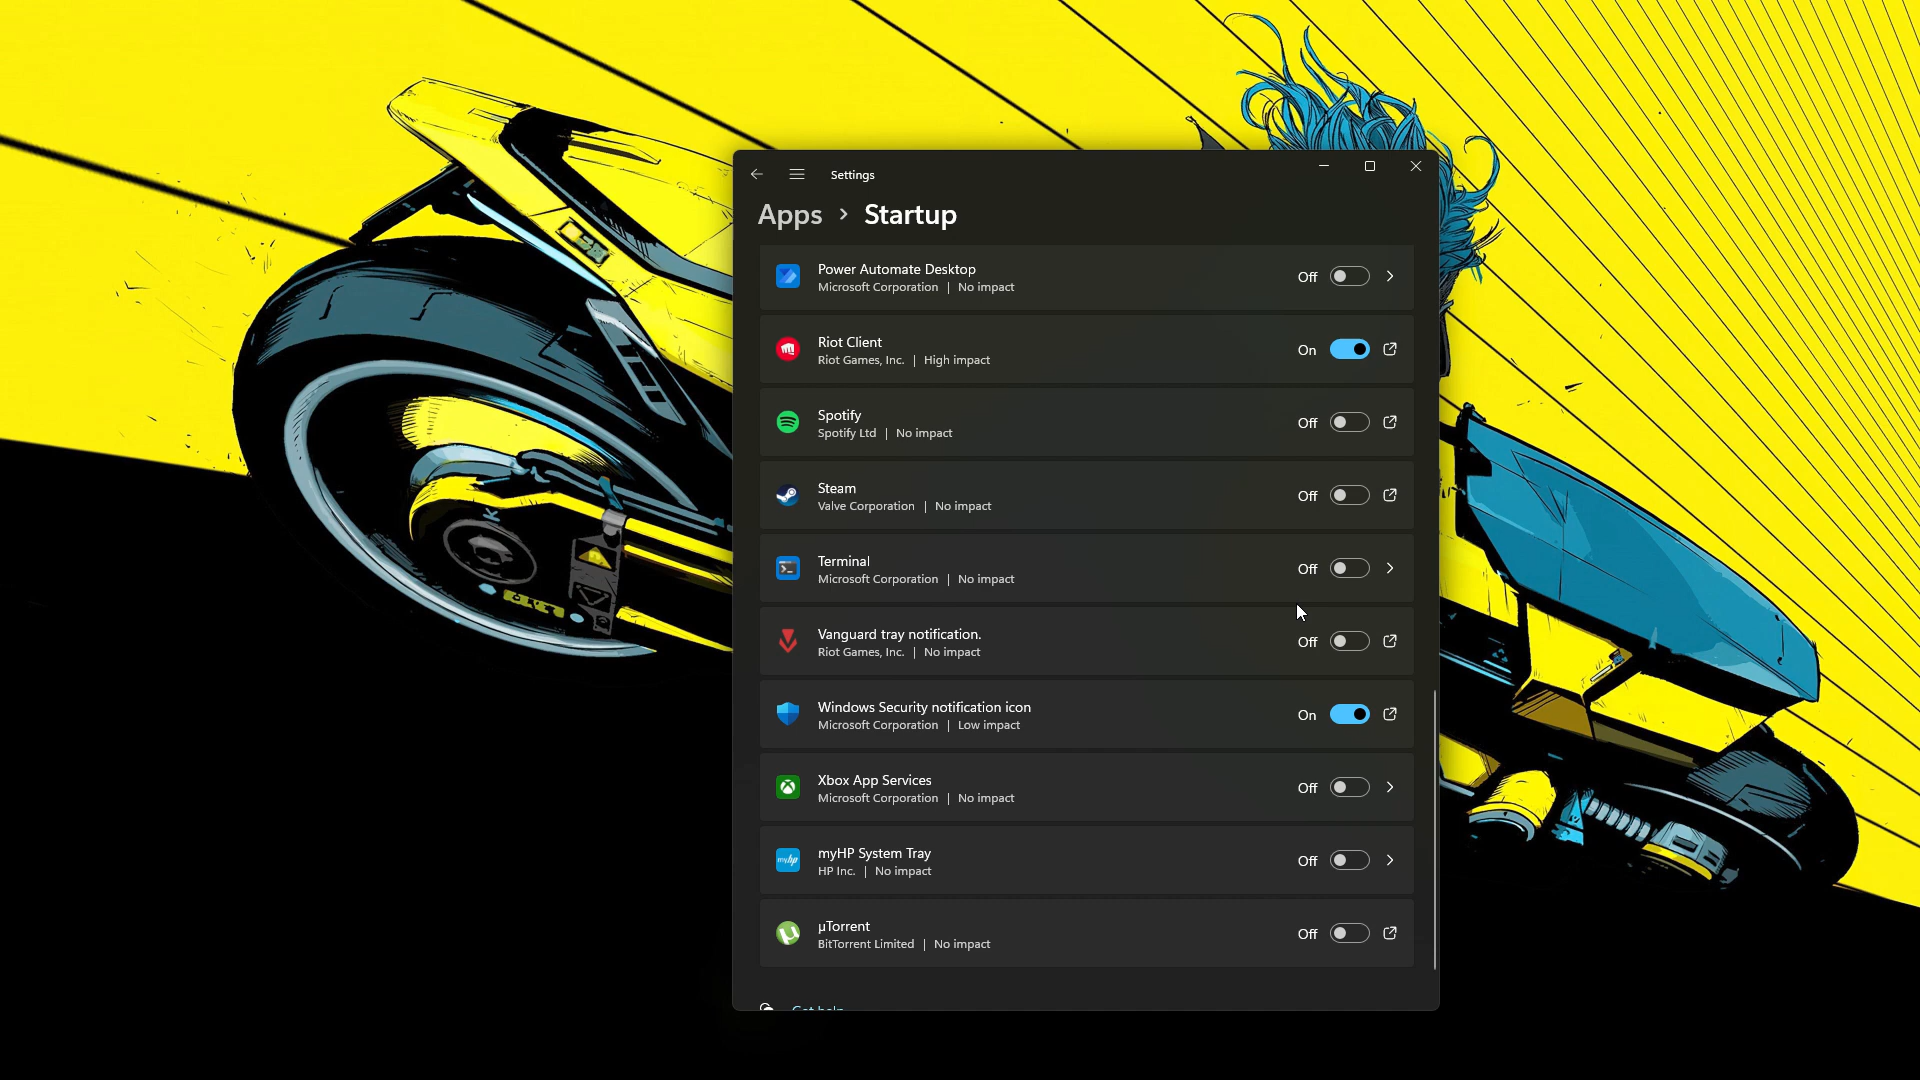 Settings
Apps > Startup
Power Automate Desktop
Microsoft Corporation | No impact
Off
Riot Client
Riot Games, Inc. | High impact
On
Spotify
Spotify Ltd | No impact
Off
Steam
Valve Corporation | No impact
Off
Terminal
Microsoft Corporation | No impact
Off
Vanguard tray notification.
Riot Games, Inc. | No impact
Off
Windows Security notification icon
Microsoft Corporation | Low impact
On
Xbox App Services
Microsoft Corporation | No impact
Off
myhp
myHP System Tray
HP Inc. | No impact
Off
µTorrent
BitTorrent Limited | No impact
Off
Get help